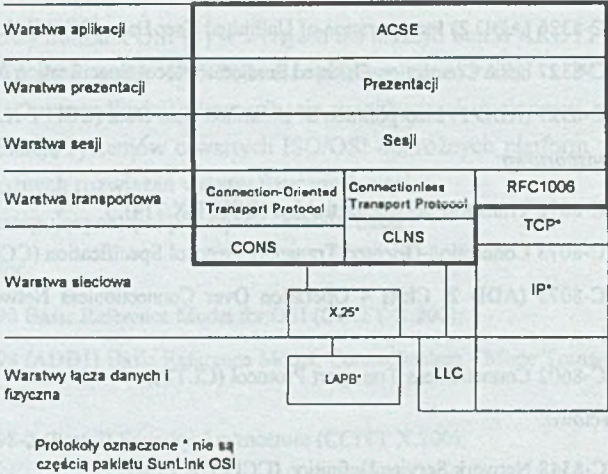 Warstwa aplikacji
ACSE
Warstwa prezentacji
Prezentacji
Warstwa sesji
Sesji
Warstwa transportowa
Connection-Oriented
Transport Protocol
Connectionless
Transport Protocol
RFC1006
TCP*
CONS
CLNS
Warstwa sieciowa
X.25*
IP*
Warstwy łącza danych i
fizyczna
LAPB*
LLC
Protokoły oznaczone * nie są
częścią pakietu SunLink OSI